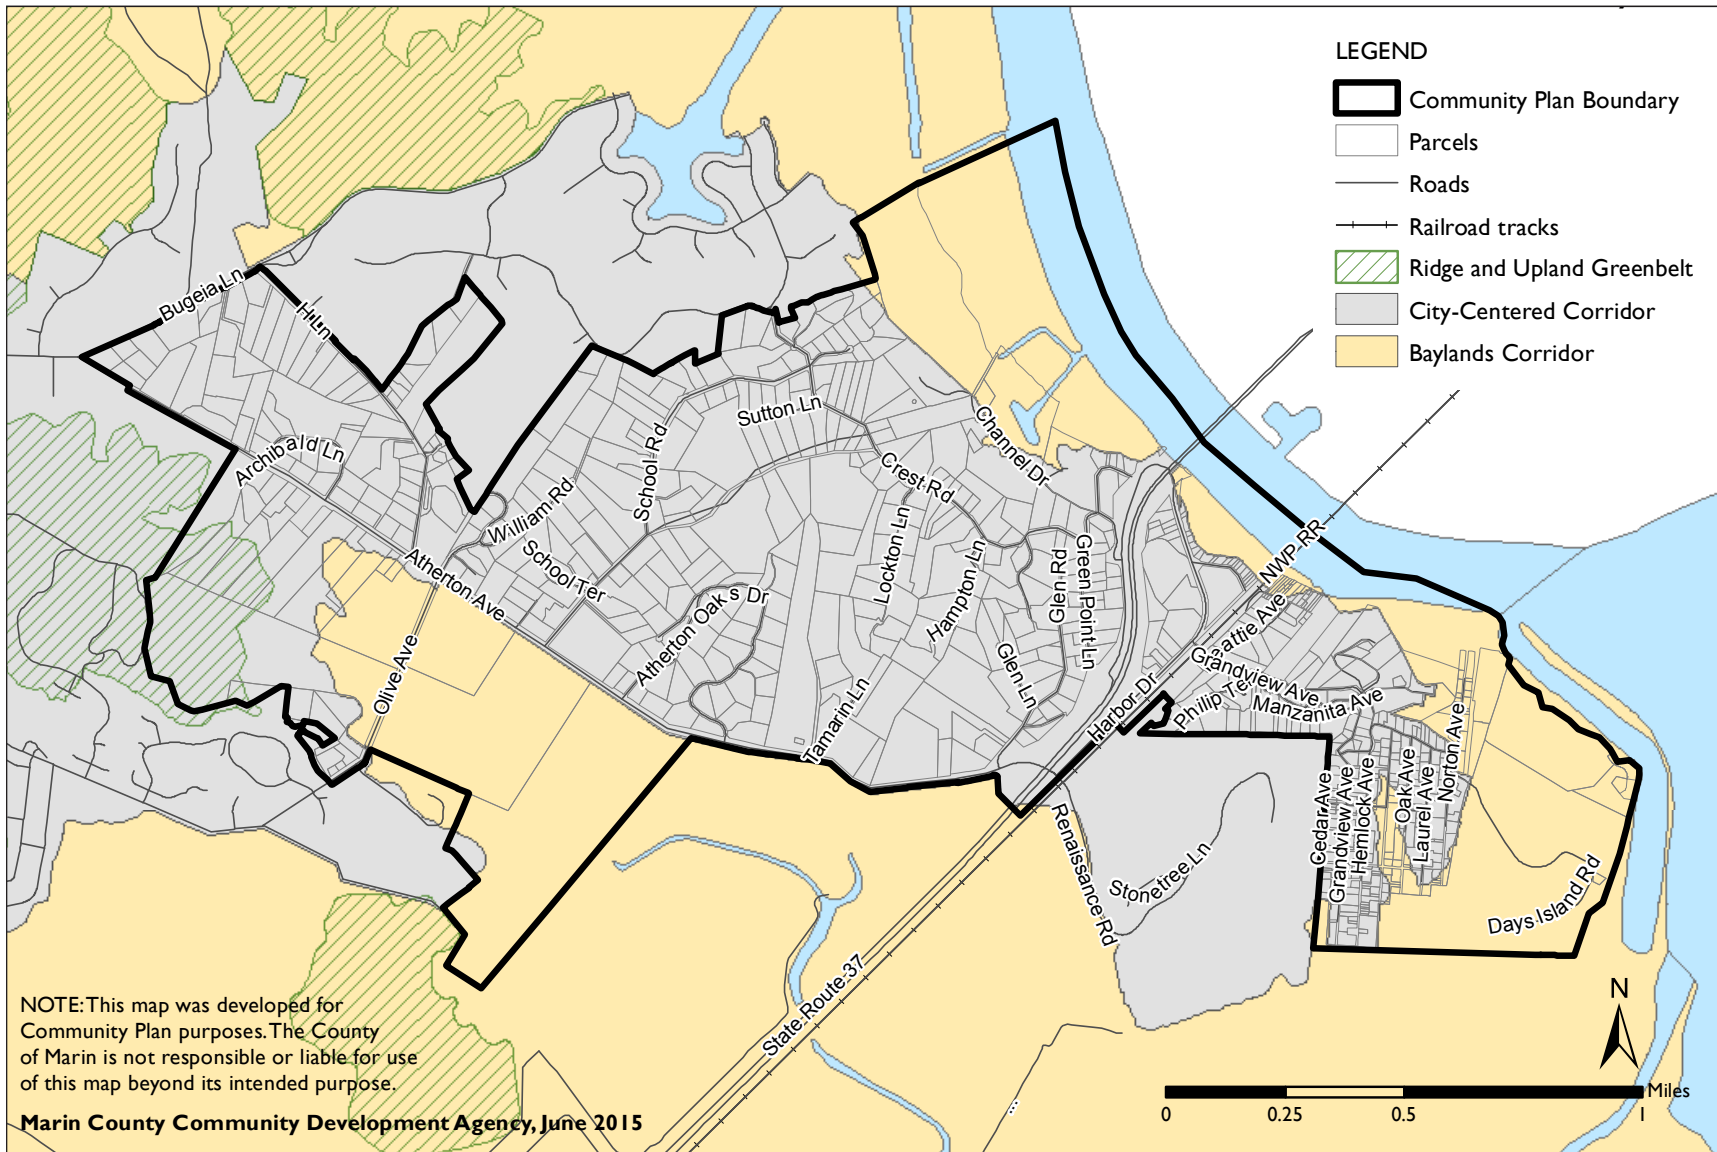 LEGEND
Community Plan Boundary
Parcels
Roads
Railroad tracks
Ridge and Upland Greenbelt
City-Centered Corridor
Baylands Corridor
Bugeia Ln
H Ln
Archibald Ln
Atherton Ave
Olive Ave
William Rd
School Rd
School Ter
Sutton Ln
Atherton Oaks Dr
Tamarin Ln
Lockton Ln
Crest Rd
Hampton Ln
Channel Dr
Glen Rd
Green Point Ln
Glen Ln
Harbor Dr
NWP RR
Grandview Ave
Manzanita Ave
Cedar Ave
Grandview Ave
Hemlock Ave
Oak Ave
Laurel Ave
Norton Ave
Days Island Rd
Renaissance Rd
Stonetree Ln
State Route 37
NOTE: This map was developed for
Community Plan purposes. The County
of Marin is not responsible or liable for use
of this map beyond its intended purpose.
Marin County Community Development Agency, June 2015
N
Miles
0 0.25 0.5 1